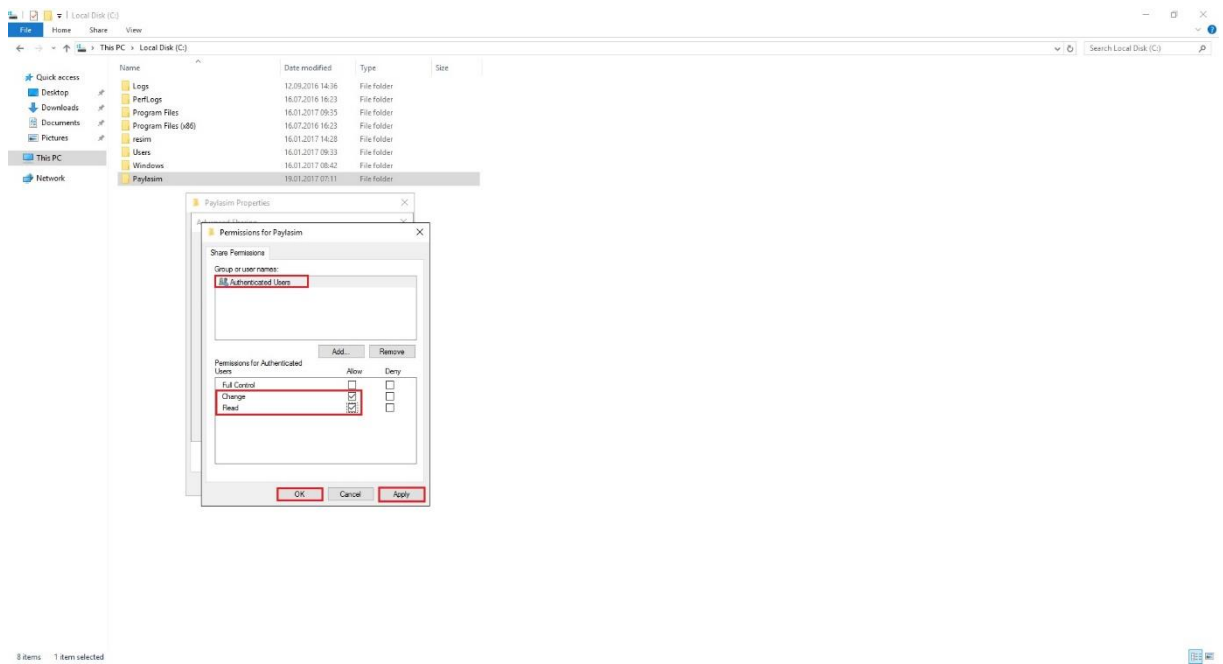 Local Disk (C:)
File Home Share View
This PC › Local Disk (C:)
Search Local Disk (C:)
Name Date modified Type Size
Quick access
Desktop
Downloads
Documents
Pictures
This PC
Network
Logs 12.09.2016 14:36 File folder
PerfLogs 16.07.2016 16:23 File folder
Program Files 16.01.2017 09:35 File folder
Program Files (x86) 16.07.2016 16:23 File folder
resim 16.01.2017 14:28 File folder
Users 16.01.2017 09:33 File folder
Windows 16.01.2017 08:42 File folder
Paylasim 19.01.2017 07:11 File folder
Paylasim Properties
Permissions for Paylasim
Share Permissions
Group or user names:
Authenticated Users
Add... Remove
Permissions for Authenticated
Users Allow Deny
Full Control
Change
Read
OK Cancel Apply
8 items 1 item selected